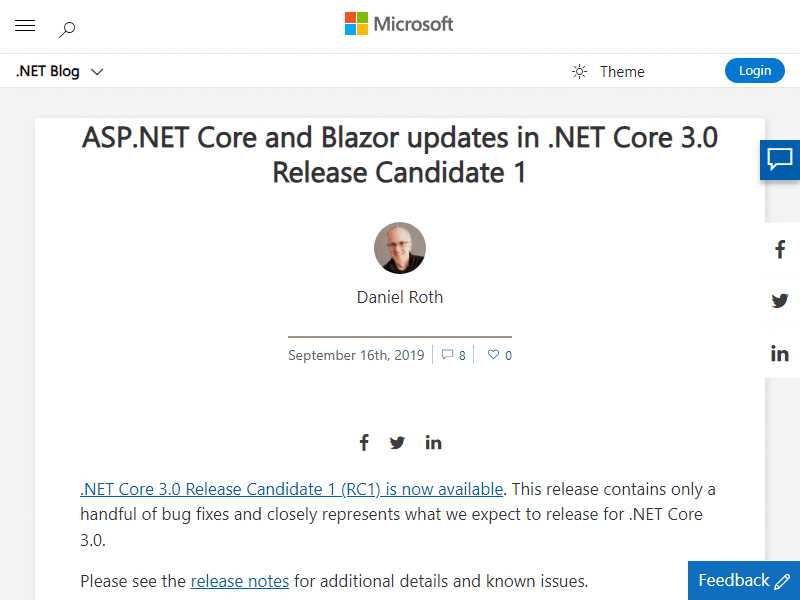 Microsoft
.NET Blog
Theme
Login
ASP.NET Core and Blazor updates in .NET Core 3.0
Release Candidate 1
Daniel Roth
September 16th, 2019
8
0
.NET Core 3.0 Release Candidate 1 (RC1) is now available. This release contains only a
handful of bug fixes and closely represents what we expect to release for .NET Core
3.0.
Please see the release notes for additional details and known issues.
Feedback